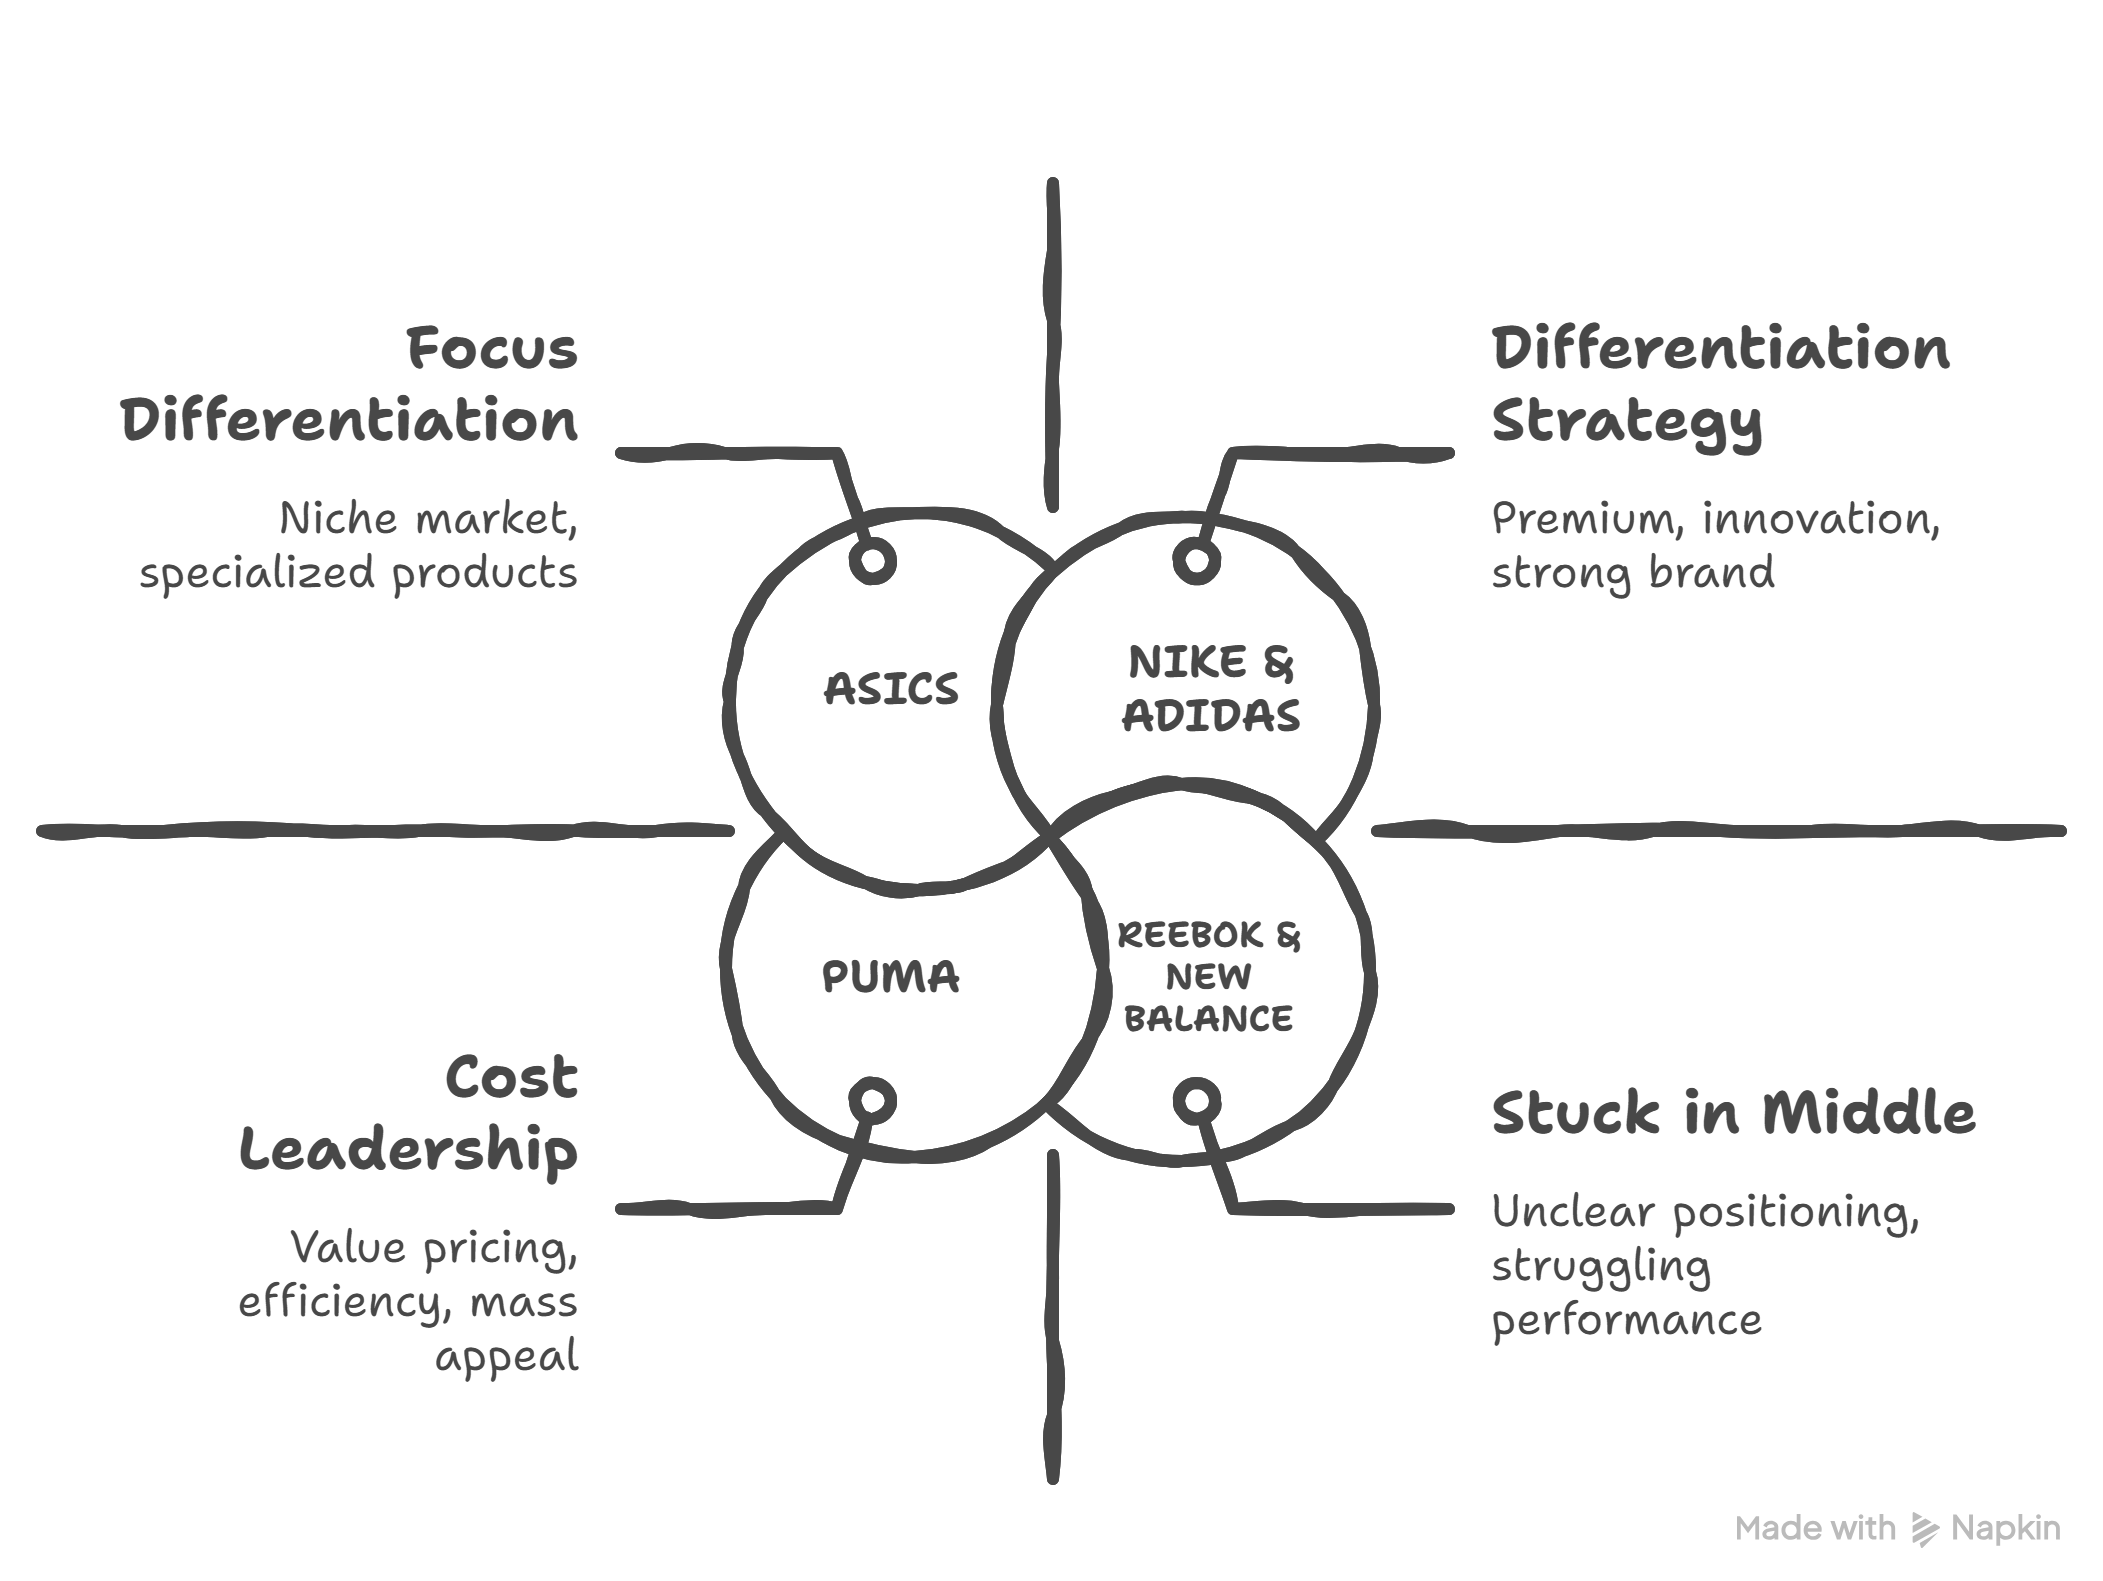 Focus
Differentiation
Niche market,
specialized products
Differentiation
Strategy
Premium, innovation,
strong brand
ASICS
NIKE &
ADIDAS
PUMA
REEBOK &
NEW
BALANCE
Cost
Leadership
Value pricing,
efficiency, mass
appeal
Stuck in Middle
Unclear positioning,
struggling
performance
Made with Napkin